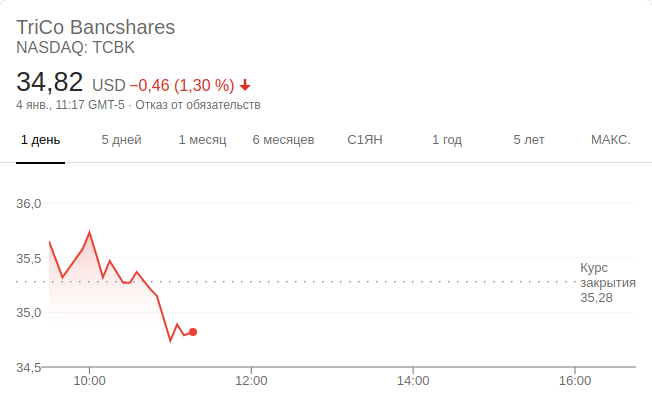 TriCo Bancshares
NASDAQ: TCBK
34,82 USD −0,46 (1,30 %)
4 янв., 11:17 GMT-5 · Отказ от обязательств
1 день 5 дней 1 месяц 6 месяцев С1ЯН 1 год 5 лет МАКС.
36,0
35,5
Курс
закрытия
35,28
35,0
34,5
10:00 12:00 14:00 16:00